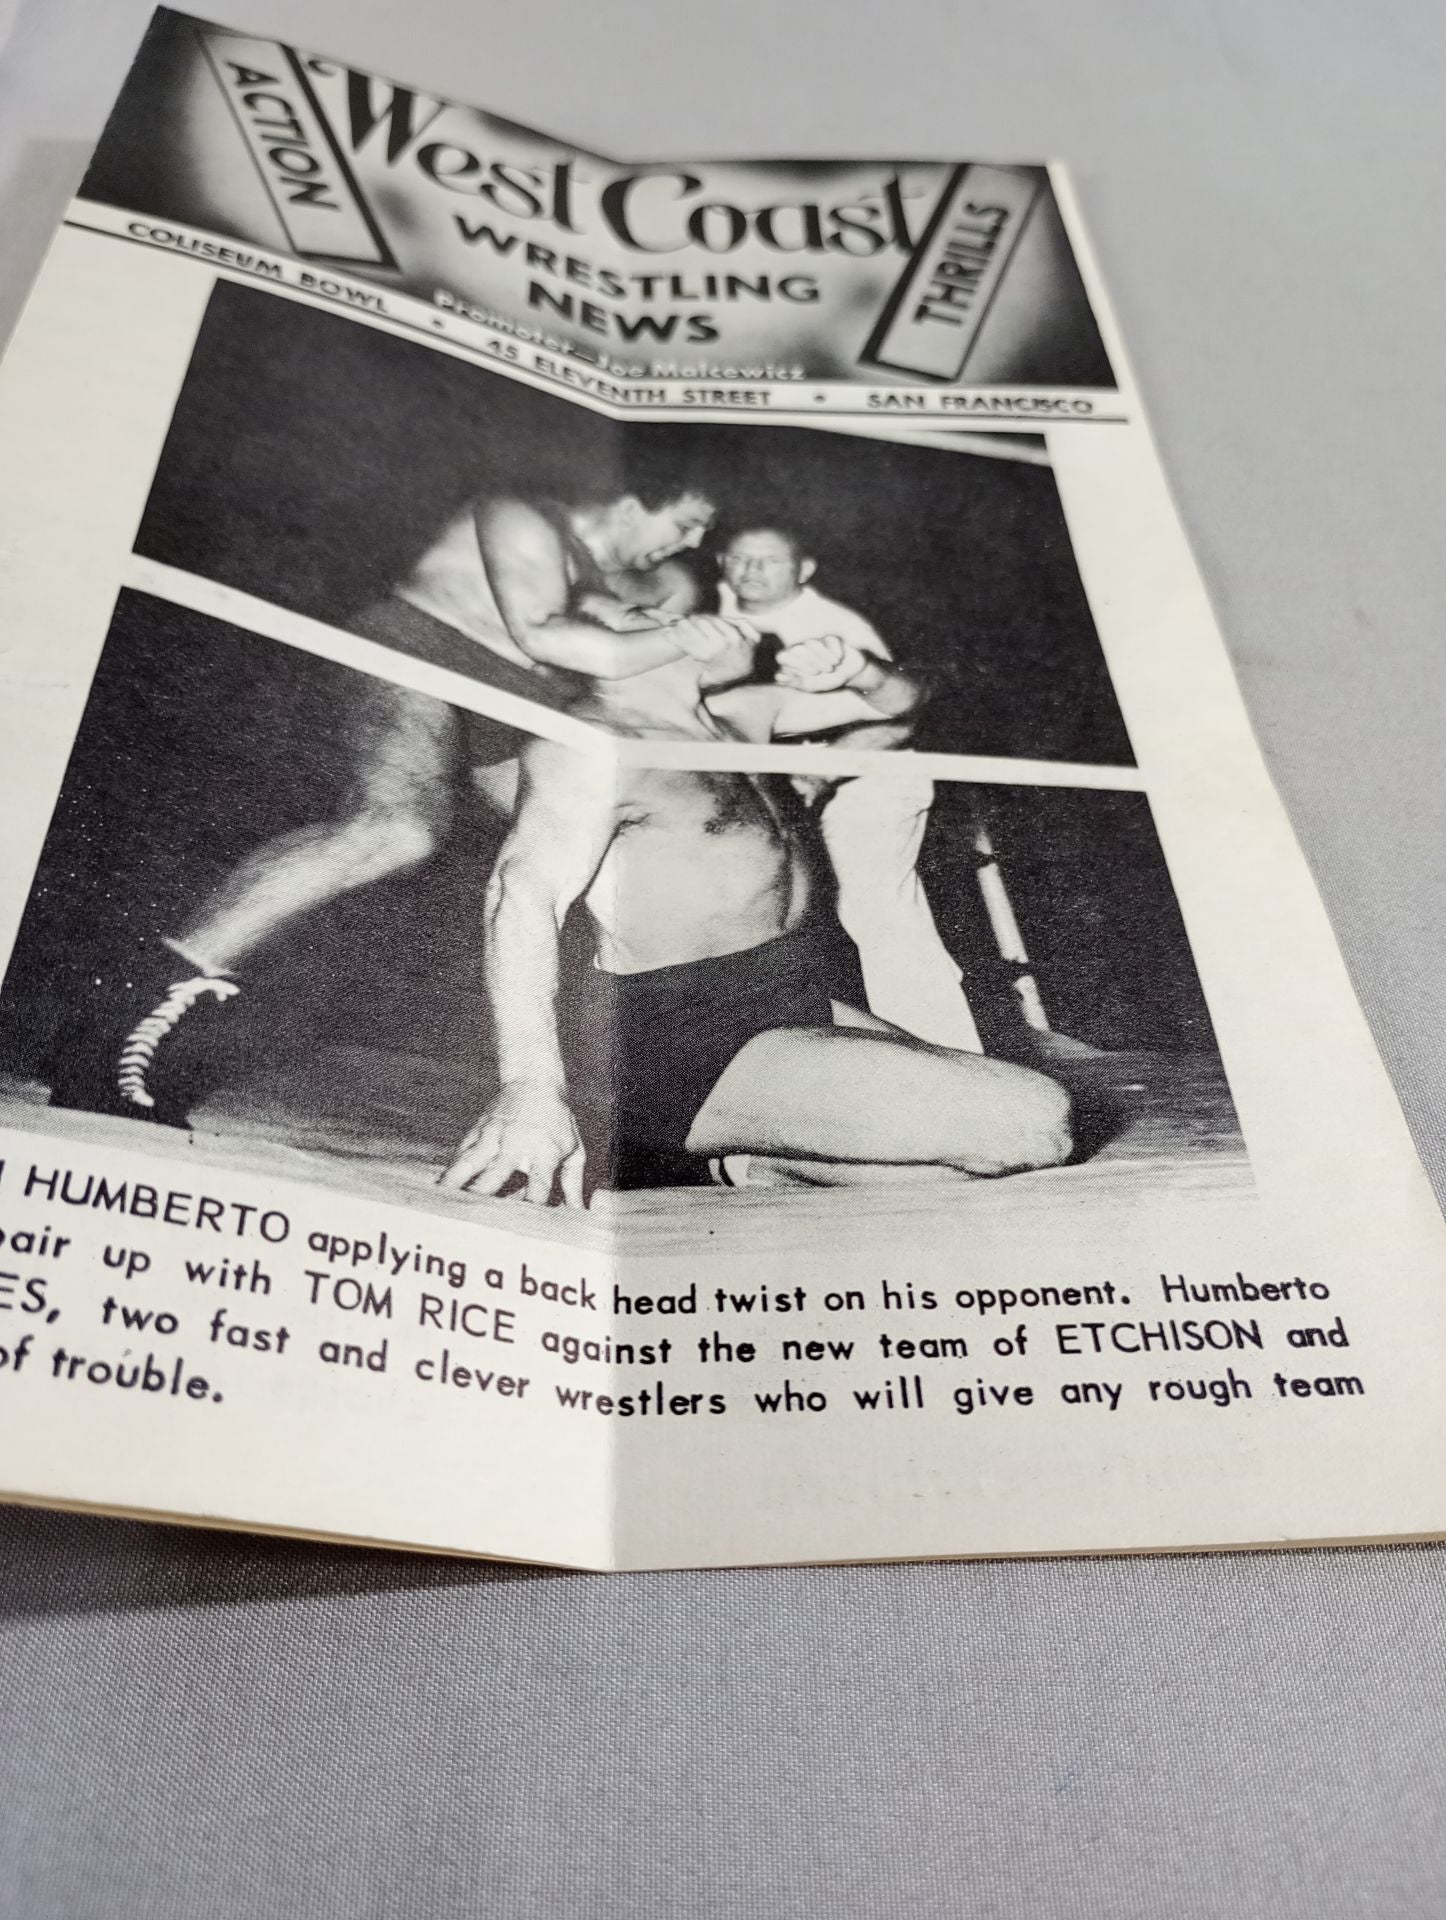 ACTION
West Coast
WRESTLING
NEWS
THRILLS
Promoter—Joe Malcewicz
COLISEUM BOWL • 45 ELEVENTH STREET • SAN FRANCISCO
HUMBERTO applying a back head twist on his opponent. Humberto
pair up with TOM RICE against the new team of ETCHISON and
ES, two fast and clever wrestlers who will give any rough team
of trouble.